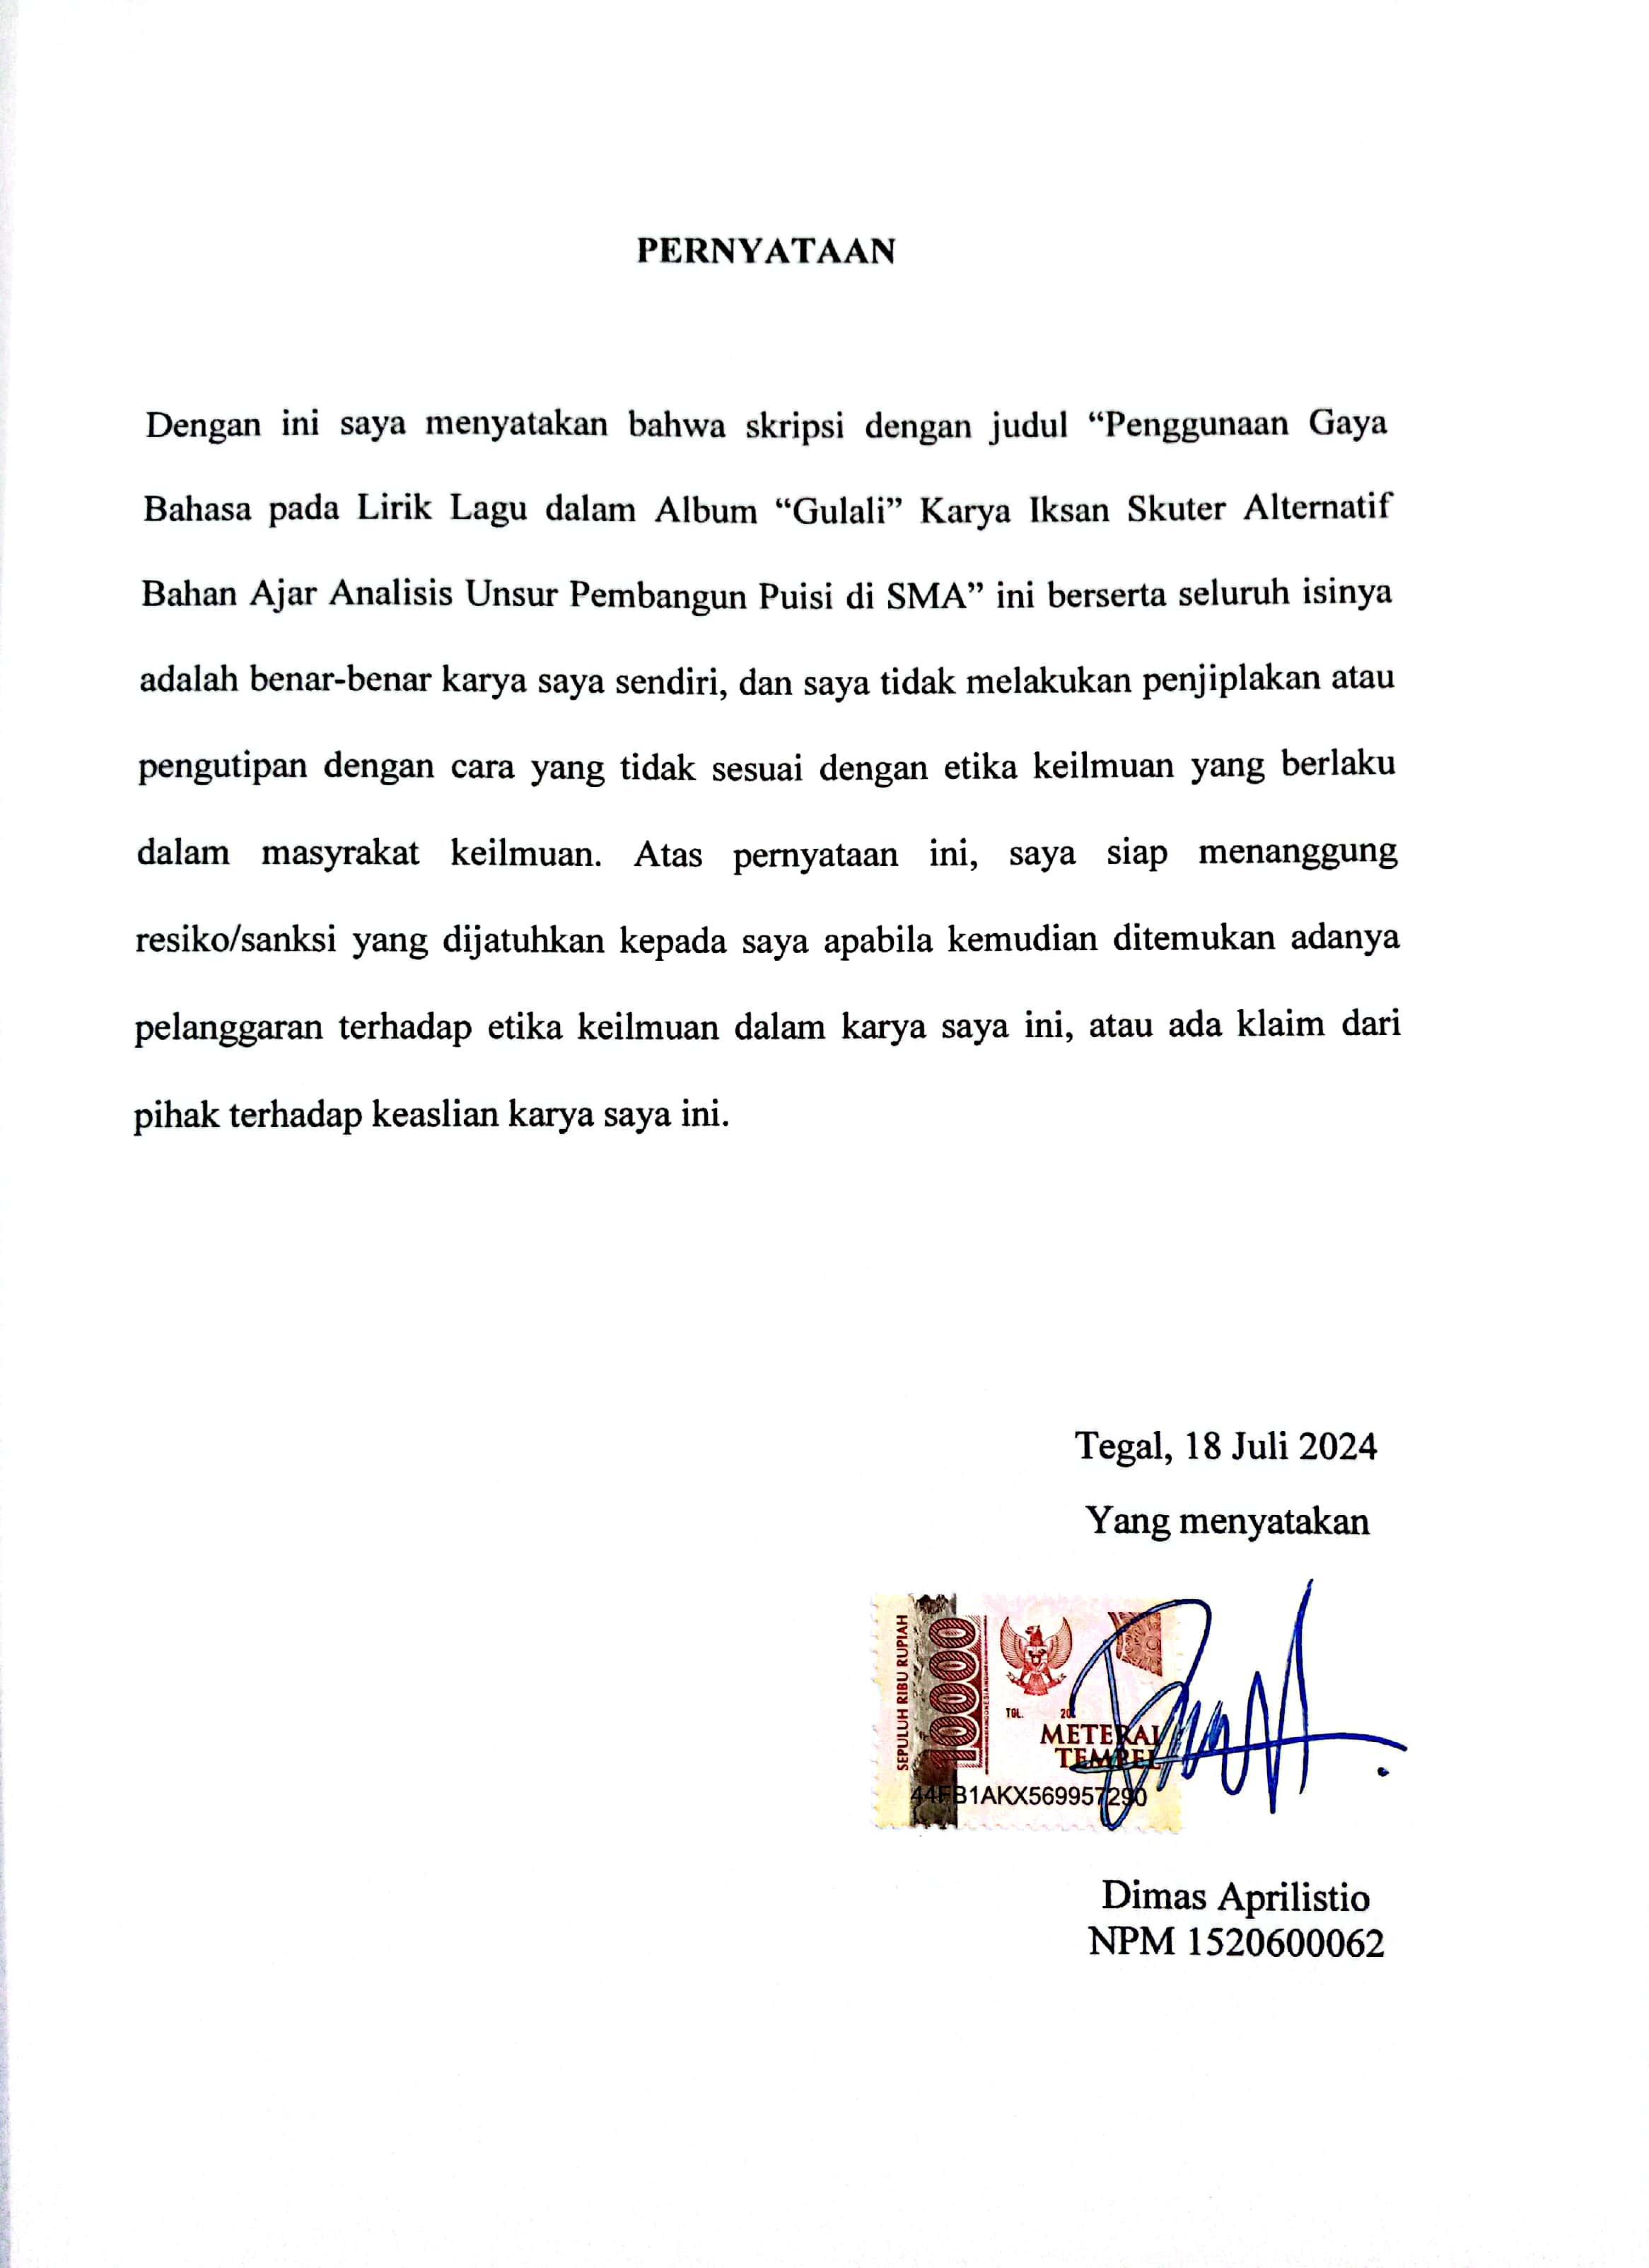 PERNYATAAN
Dengan ini saya menyatakan bahwa skripsi dengan judul “Penggunaan Gaya
Bahasa pada Lirik Lagu dalam Album “Gulali” Karya Iksan Skuter Alternatif
Bahan Ajar Analisis Unsur Pembangun Puisi di SMA” ini berserta seluruh isinya
adalah benar-benar karya saya sendiri, dan saya tidak melakukan penjiplakan atau
pengutipan dengan cara yang tidak sesuai dengan etika keilmuan yang berlaku
dalam masyrakat keilmuan. Atas pernyataan ini, saya siap menanggung
resiko/sanksi yang dijatuhkan kepada saya apabila kemudian ditemukan adanya
pelanggaran terhadap etika keilmuan dalam karya saya ini, atau ada klaim dari
pihak terhadap keaslian karya saya ini.
Tegal, 18 Juli 2024
Yang menyatakan
SEPULUH RIBU RUPIAH
10000
TGL. 20
METERAI
TEMPEL
44FB1AKX569957290
Dimas Aprilistio
NPM 1520600062